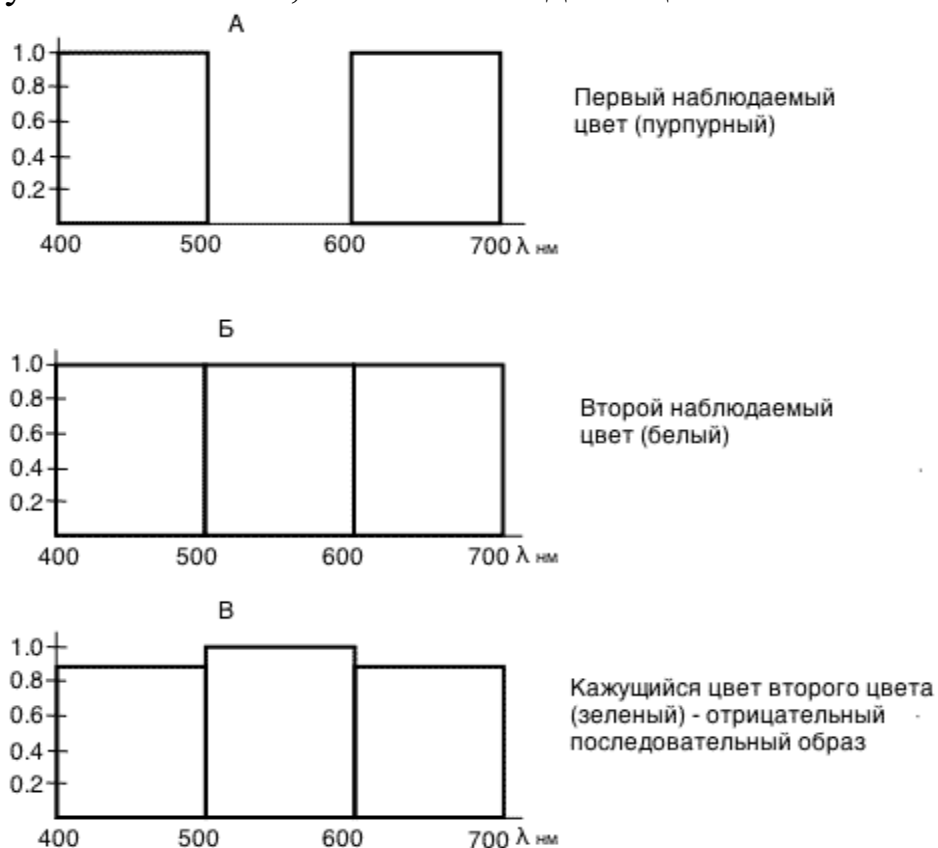 А
1.0
0.8
0.6
0.4
0.2
400 500 600 700 λ нм
Первый наблюдаемый
цвет (пурпурный)
Б
1.0
0.8
0.6
0.4
0.2
400 500 600 700 λ нм
Второй наблюдаемый
цвет (белый)
В
1.0
0.8
0.6
0.4
0.2
400 500 600 700 λ нм
Кажущийся цвет второго цвета
(зеленый) - отрицательный
последовательный образ